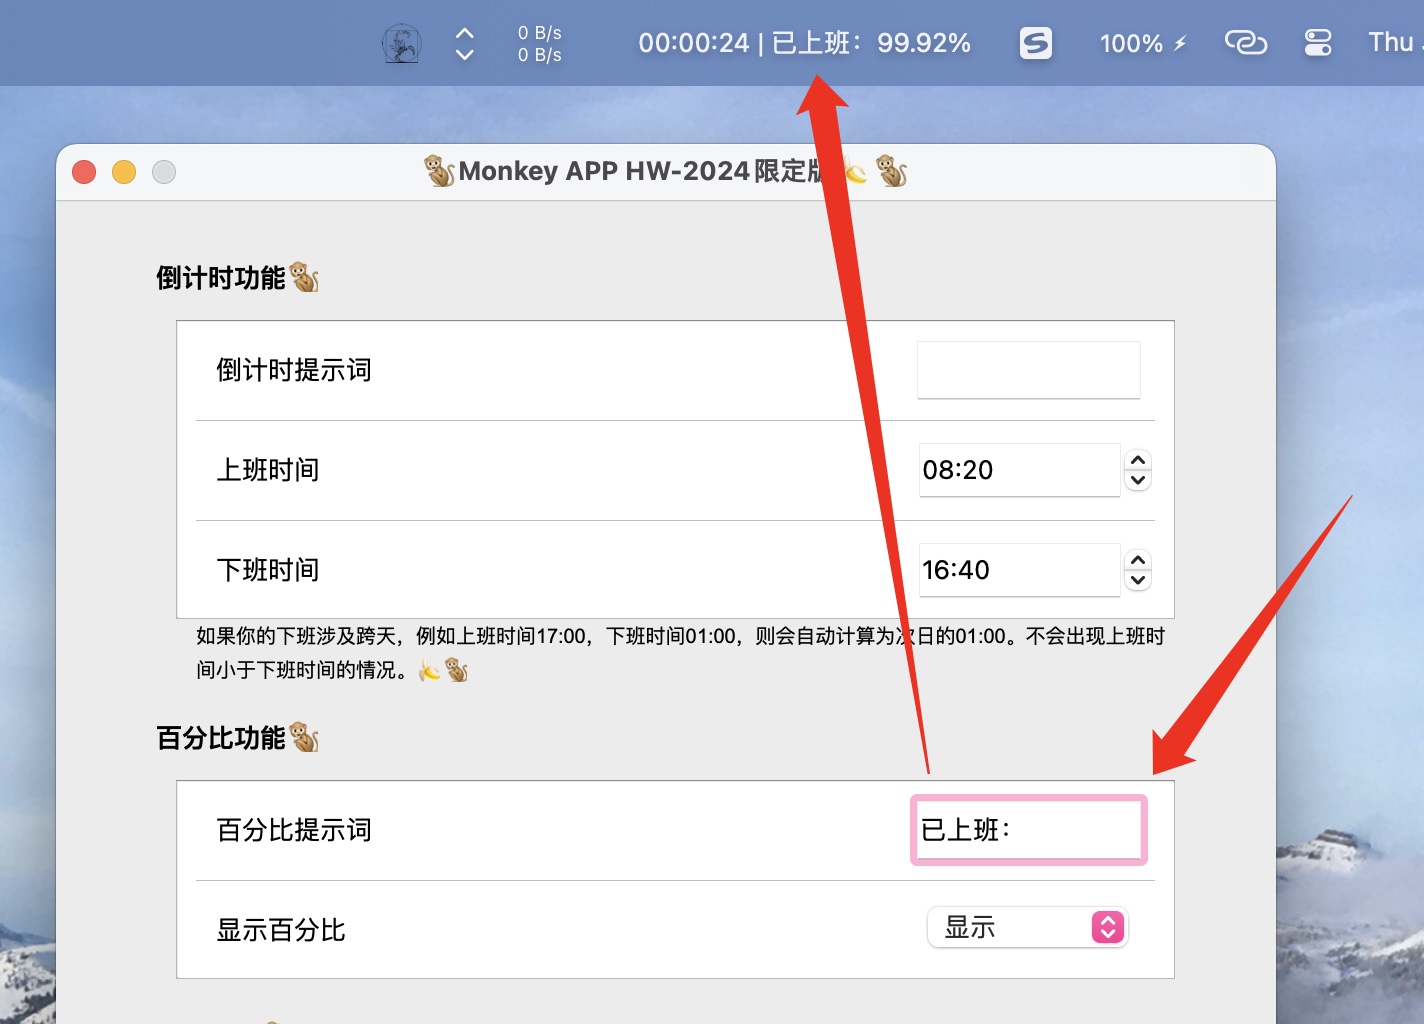 0 B/s
0 B/s
00:00:24 | 已上班：99.92%
S
100%
Thu
🐒Monkey APP HW-2024限定版🍌🐒
倒计时功能🐒
倒计时提示词
上班时间
08:20
下班时间
16:40
如果你的下班涉及跨天，例如上班时间17:00，下班时间01:00，则会自动计算为次日的01:00。不会出现上班时
间小于下班时间的情况。🍌🐒
百分比功能🐒
百分比提示词
已上班：
显示百分比
显示